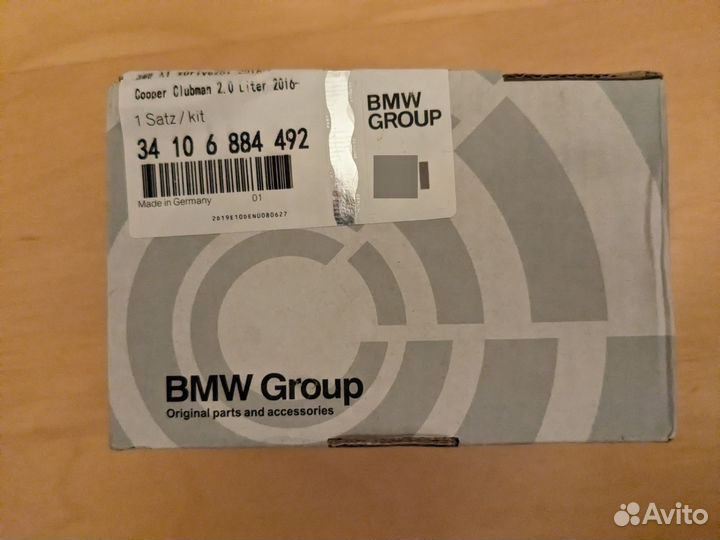 Cooper Clubman 2.0 Liter 2016-
1 Satz / kit
34 10 6 884 492
Made in Germany 01
2019E10DENU080627
BMW
GROUP
BMW Group
Original parts and accessories
Avito